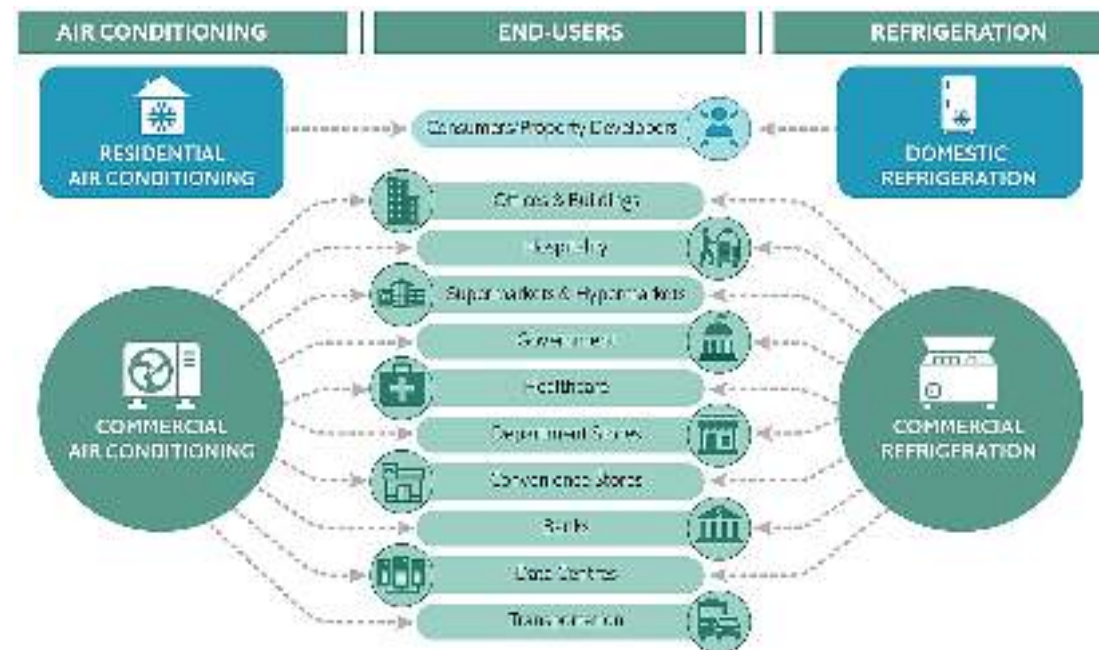 AIR CONDITIONING
END-USERS
REFRIGERATION
RESIDENTIAL
AIR CONDITIONING
Consumers/Property Developers
DOMESTIC
REFRIGERATION
Offices & Buildings
Hospitality
Supermarkets & Hypermarkets
Government
Healthcare
COMMERCIAL
AIR CONDITIONING
Department Stores
COMMERCIAL
REFRIGERATION
Convenience Stores
Banks
Data Centres
Transportation